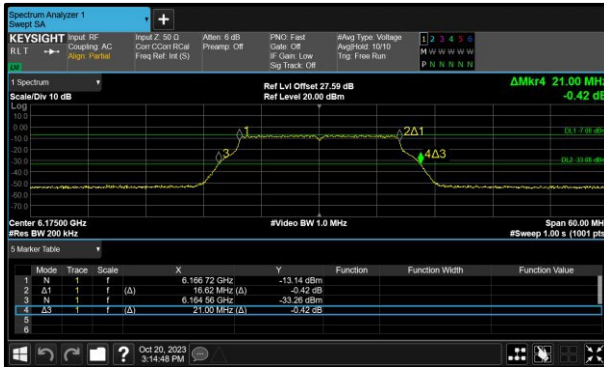 Spectrum Analyzer 1
Swept SA
+
KEYSIGHT Input: RF Input Z: 50 Ω Atten: 6 dB PNO: Fast #Avg Type: Voltage 1 2 3 4 5 6
RLT Coupling: AC Corr CCorr RCal Preamp: Off Gate: Off Avg|Hold: 10/10 M W W W W W
Align: Partial Freq Ref: Int (S) IF Gain: Low Trig: Free Run
Sig Track: Off P N N N N N
1 Spectrum Ref Lvl Offset 27.59 dB ΔMkr4 21.00 MHz
Scale/Div 10 dB Ref Level 20.00 dBm -0.42 dB
Log
10.0
0.00
-10.0 1 2Δ1 DL1 -7.08 dBm
-20.0
-30.0 3 4Δ3 DL2 -33.08 dBm
-40.0
-50.0
-60.0
-70.0
Center 6.17500 GHz #Video BW 1.0 MHz Span 60.00 MH
#Res BW 200 kHz #Sweep 1.00 s (1001 pts
5 Marker Table
Mode Trace Scale X Y Function Function Width Function Value
1 N 1 f 6.166 72 GHz -13.14 dBm
2 Δ1 1 f (Δ) 16.62 MHz (Δ) -0.42 dB
3 N 1 f 6.164 56 GHz -33.26 dBm
4 Δ3 1 f (Δ) 21.00 MHz (Δ) -0.42 dB
5
6
? Oct 20, 2023
3:14:48 PM